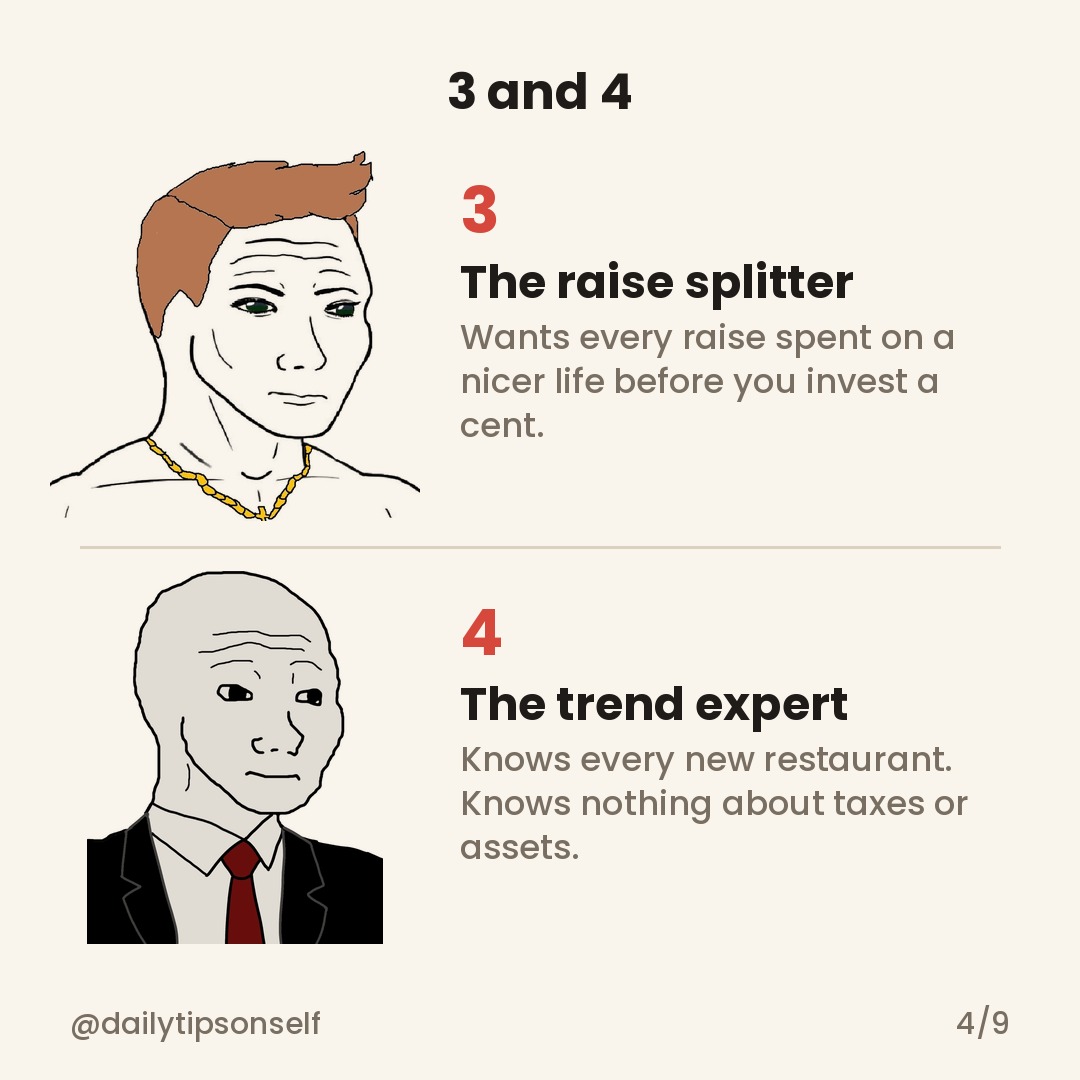 3 and 4
3
The raise splitter
Wants every raise spent on a
nicer life before you invest a
cent.
4
The trend expert
Knows every new restaurant.
Knows nothing about taxes or
assets.
@dailytipsonself
4/9